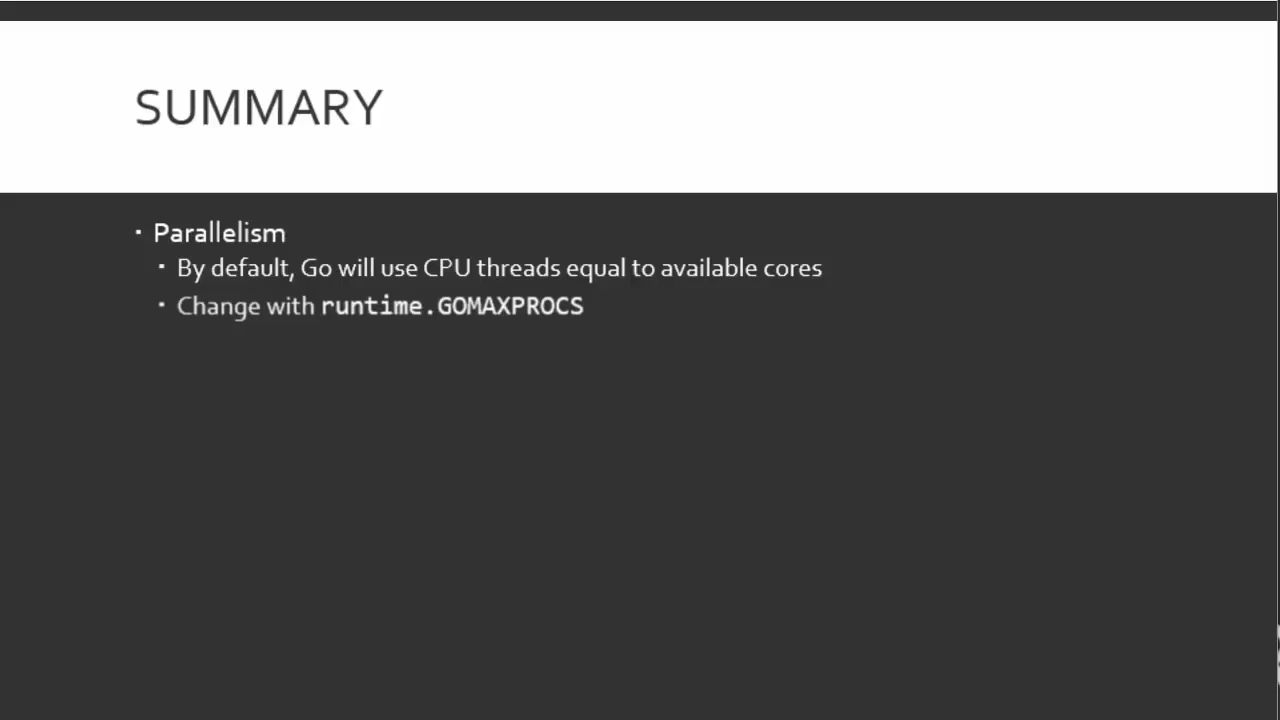 SUMMARY
▪ Parallelism
▪ By default, Go will use CPU threads equal to available cores
▪ Change with runtime.GOMAXPROCS